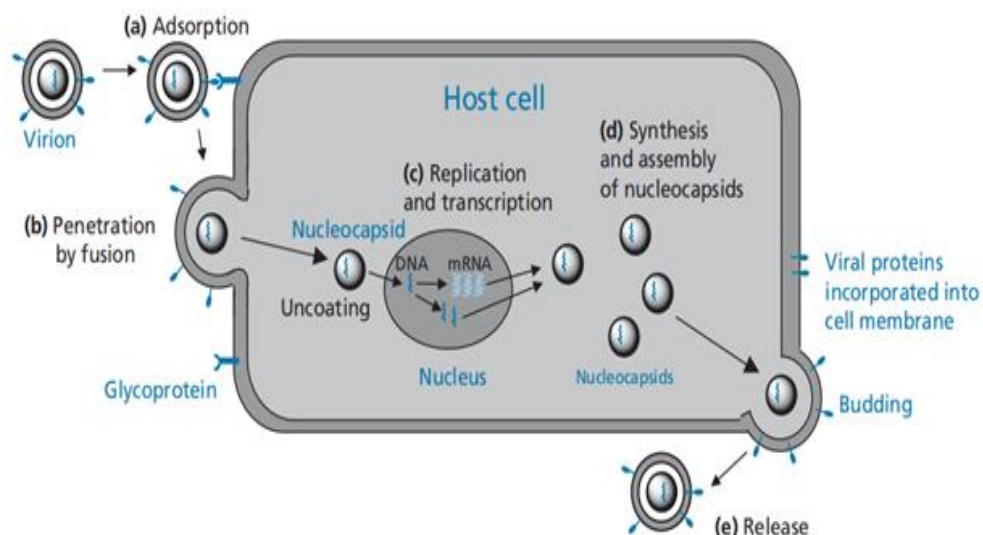 (a) Adsorption
Virion
Host cell
(b) Penetration
by fusion
Nucleocapsid
Uncoating
(c) Replication
and transcription
DNA
mRNA
Nucleus
(d) Synthesis
and assembly
of nucleocapsids
Nucleocapsids
Glycoprotein
Viral proteins
incorporated into
cell membrane
Budding
(e) Release